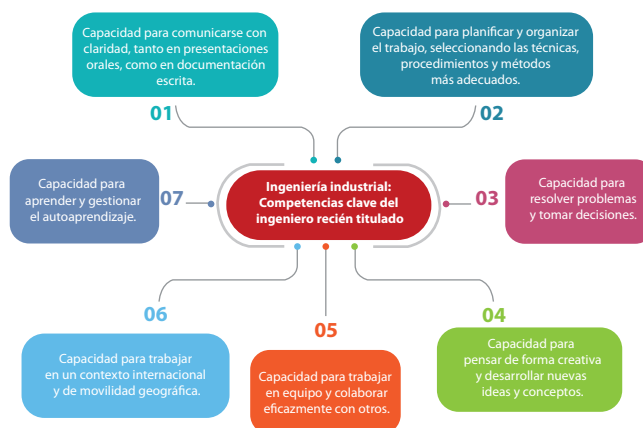 Capacidad para comunicarse con
claridad, tanto en presentaciones
orales, como en documentación
escrita.
01
Capacidad para planificar y organizar
el trabajo, seleccionando las técnicas,
procedimientos y métodos
más adecuados.
02
Ingeniería industrial:
Competencias clave del
ingeniero recién titulado
03
Capacidad para
resolver problemas
y tomar decisiones.
04
Capacidad para
pensar de forma creativa
y desarrollar nuevas
ideas y conceptos.
05
Capacidad para trabajar
en equipo y colaborar
eficazmente con otros.
06
Capacidad para trabajar
en un contexto internacional
y de movilidad geográfica.
07
Capacidad para
aprender y gestionar
el autoaprendizaje.